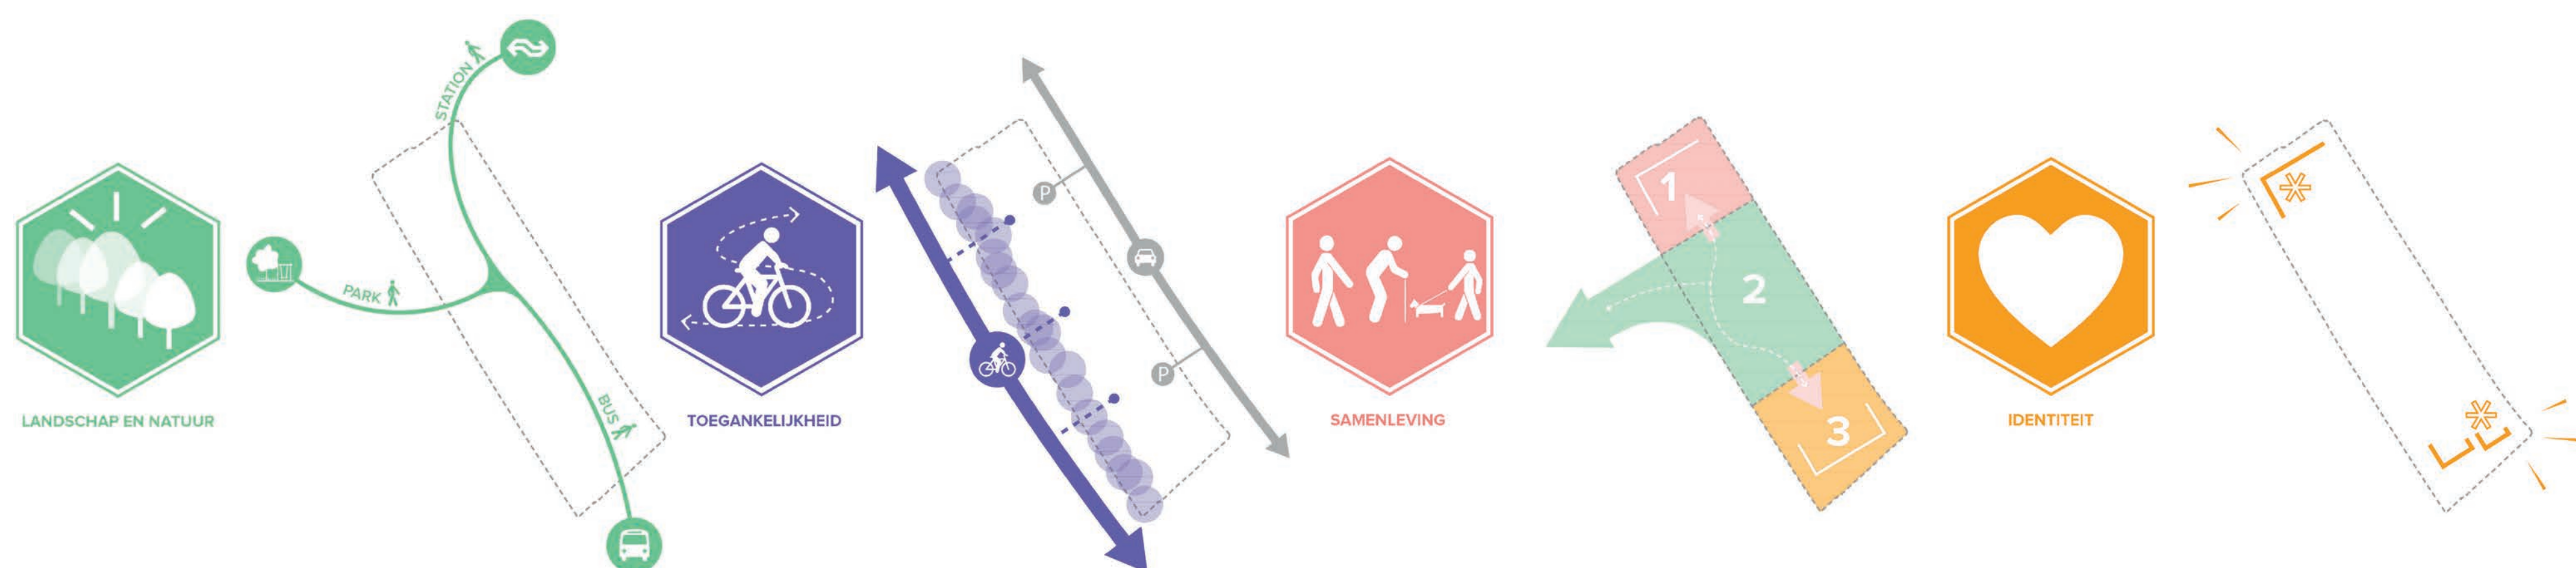 STATION
PARK
BUS
LANDSCHAP EN NATUUR
TOEGANKELIJKHEID
P
P
SAMENLEVING
1
2
3
IDENTITEIT